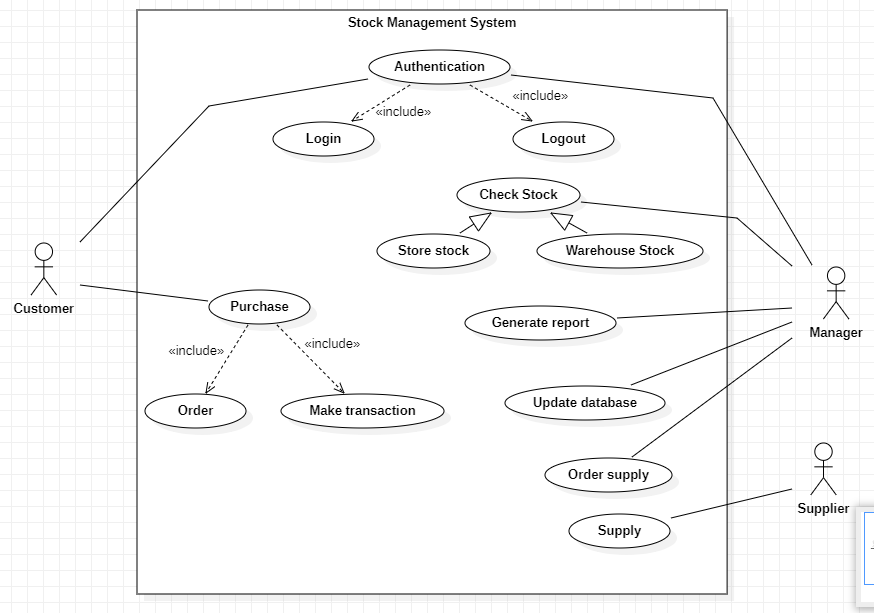 Stock Management System
Authentication
«include»
«include»
Login
Logout
Check Stock
Store stock
Warehouse Stock
Customer
Purchase
Generate report
Manager
«include»
«include»
Order
Make transaction
Update database
Order supply
Supplier
Supply